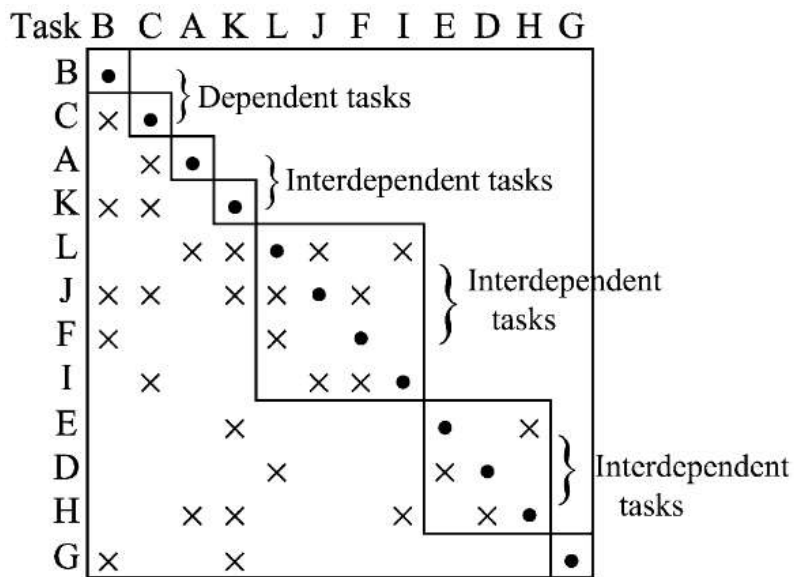 Task B C A K L J F I E D H G
B ●
Dependent tasks
C × ●
A × ●
Interdependent tasks
K × × ●
L × × ● × ×
Interdependent
J × × × × ● ×
tasks
F × × ●
I × × × ●
E × ● ×
D × × ●
Interdependent
tasks
H × × × × ●
G × × ●